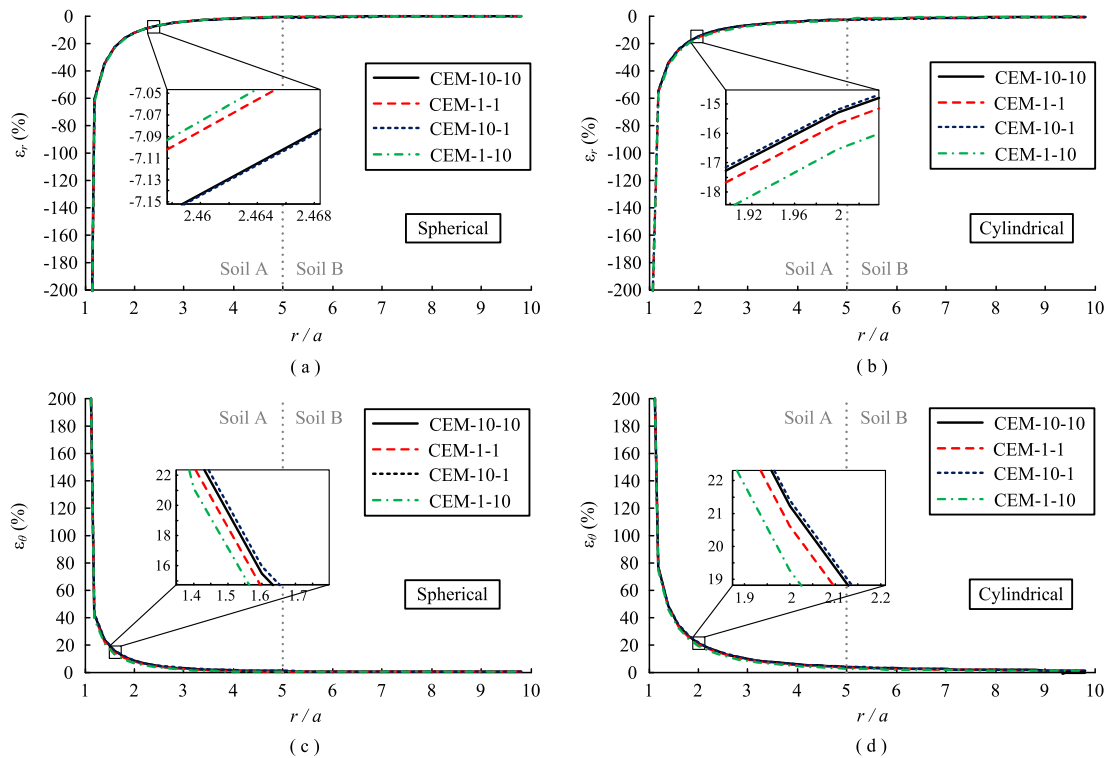 0
-20
-40
-60
-80
-100
-120
-140
-160
-180
-200
εr (%)
-7.05
-7.07
-7.09
-7.11
-7.13
-7.15
2.46 2.464 2.468
CEM-10-10
CEM-1-1
CEM-10-1
CEM-1-10
Spherical
Soil A Soil B
1 2 3 4 5 6 7 8 9 10
r / a
( a )
0
-20
-40
-60
-80
-100
-120
-140
-160
-180
-200
εr (%)
-15
-16
-17
-18
1.92 1.96 2
CEM-10-10
CEM-1-1
CEM-10-1
CEM-1-10
Cylindrical
Soil A Soil B
1 2 3 4 5 6 7 8 9 10
r / a
( b )
200
180
160
140
120
100
80
60
40
20
0
εθ (%)
Soil A Soil B
CEM-10-10
CEM-1-1
CEM-10-1
CEM-1-10
22
20
18
16
1.4 1.5 1.6 1.7
Spherical
1 2 3 4 5 6 7 8 9 10
r / a
( c )
200
180
160
140
120
100
80
60
40
20
0
εθ (%)
Soil A Soil B
CEM-10-10
CEM-1-1
CEM-10-1
CEM-1-10
22
21
20
19
18
1.9 2 2.1 2.2
Cylindrical
1 2 3 4 5 6 7 8 9 10
r / a
( d )